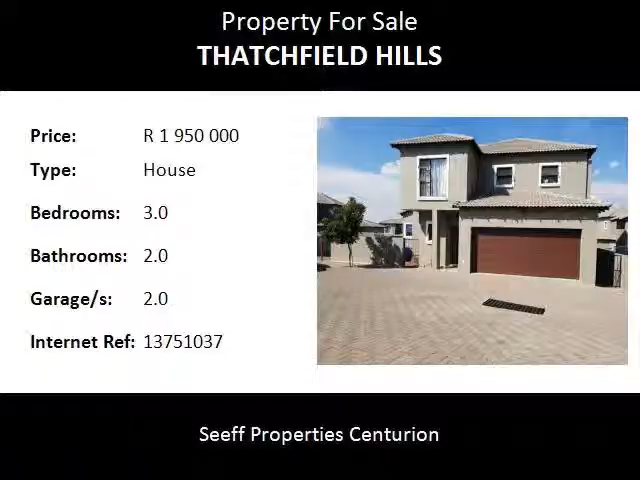 Property For Sale
THATCHFIELD HILLS
Price: R 1 950 000
Type: House
Bedrooms: 3.0
Bathrooms: 2.0
Garage/s: 2.0
Internet Ref: 13751037
Seeff Properties Centurion